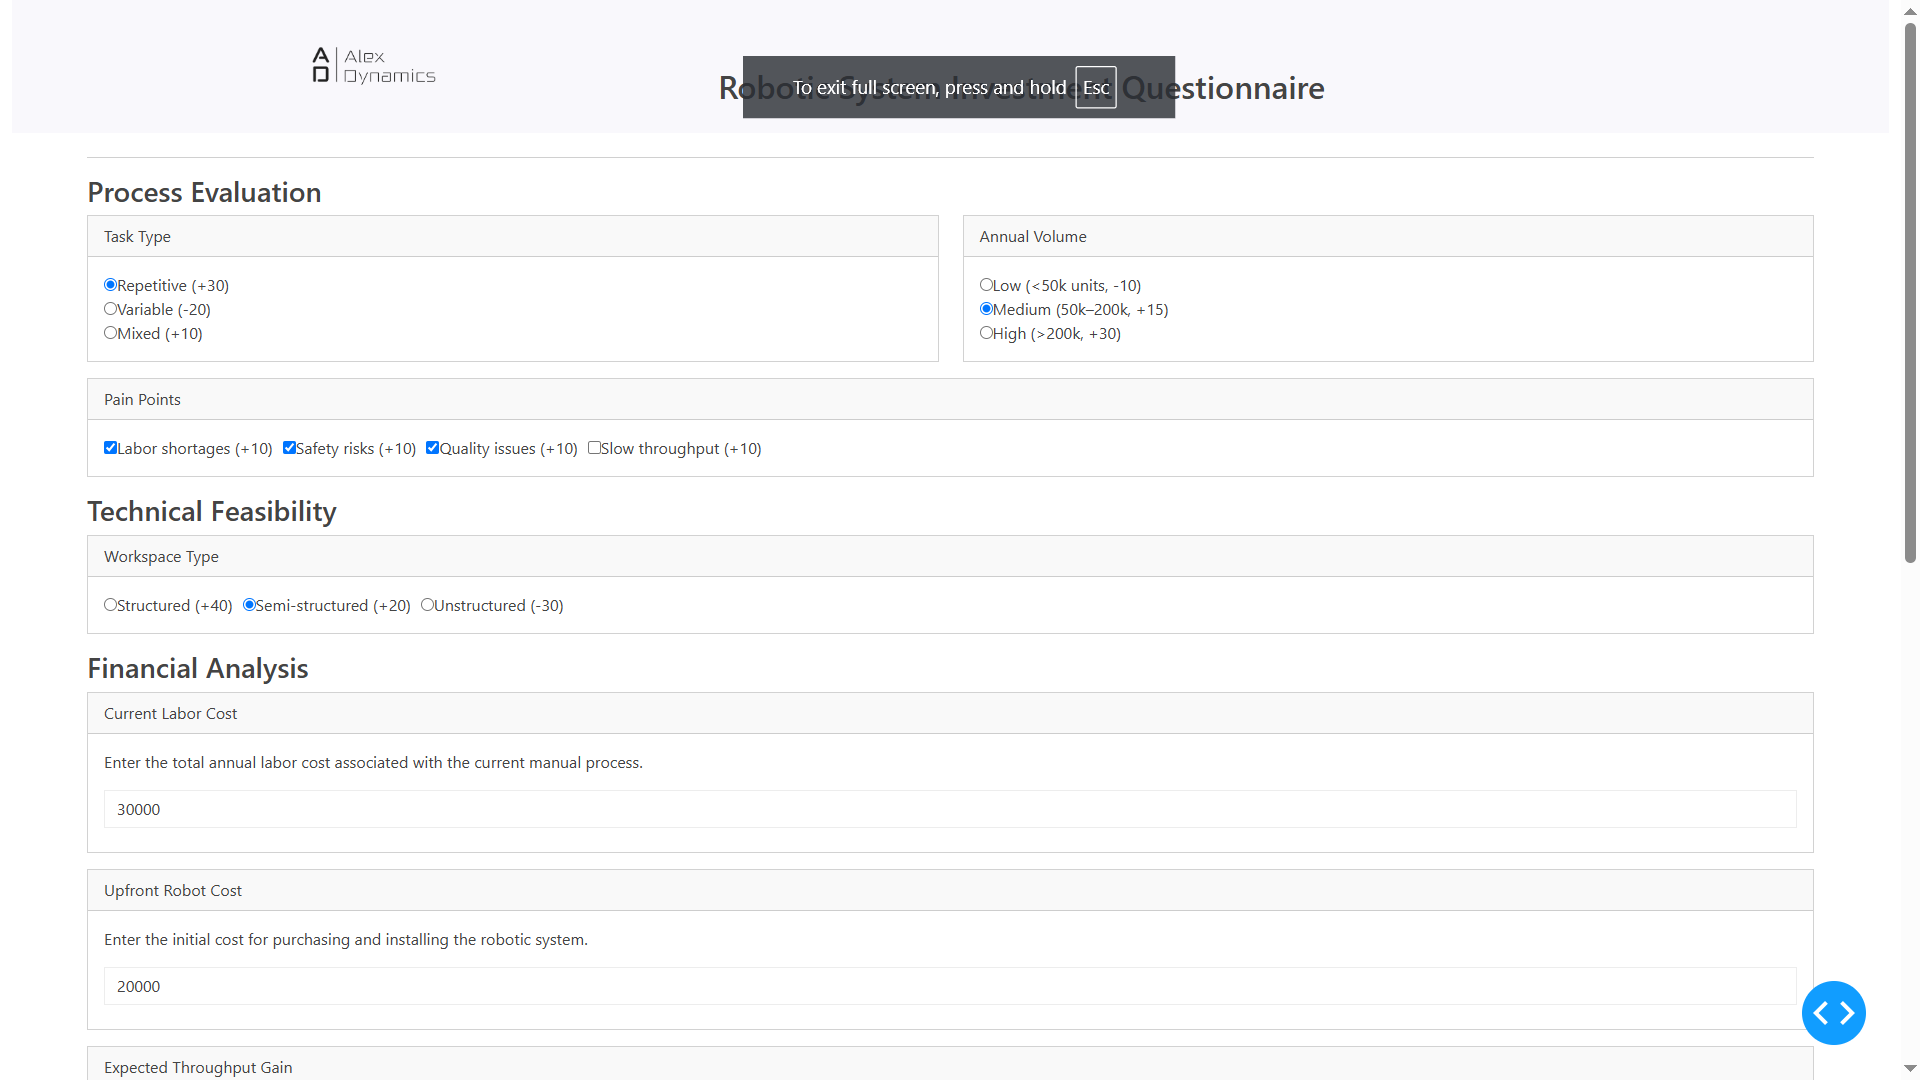 Alex
Dynamics
Robotic System Investment Questionnaire
To exit full screen, press and hold Esc
Process Evaluation
Task Type
Repetitive (+30)
Variable (-20)
Mixed (+10)
Annual Volume
Low (<50k units, -10)
Medium (50k–200k, +15)
High (>200k, +30)
Pain Points
Labor shortages (+10) Safety risks (+10) Quality issues (+10) Slow throughput (+10)
Technical Feasibility
Workspace Type
Structured (+40) Semi-structured (+20) Unstructured (-30)
Financial Analysis
Current Labor Cost
Enter the total annual labor cost associated with the current manual process.
30000
Upfront Robot Cost
Enter the initial cost for purchasing and installing the robotic system.
20000
Expected Throughput Gain